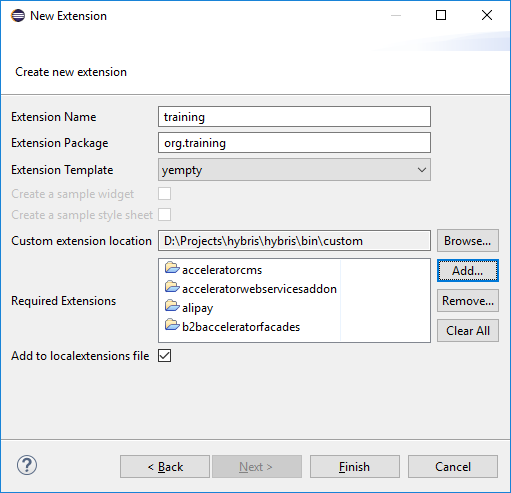 New Extension
Create new extension
Extension Name training
Extension Package org.training
Extension Template yempty
Create a sample widget
Create a sample style sheet
Custom extension location D:\Projects\hybris\hybris\bin\custom Browse...
acceleratorcms Add...
acceleratorwebservicesaddon
Required Extensions alipay Remove...
b2bacceleratorfacades Clear All
Add to localextensions file
? < Back Next > Finish Cancel